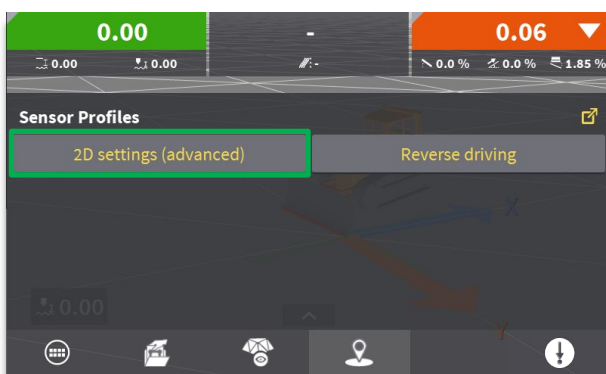 0.00 - 0.06
0.00 0.00 :- 0.0 % 0.0 % 1.85 %
Sensor Profiles
2D settings (advanced) Reverse driving
X
0.00
Y